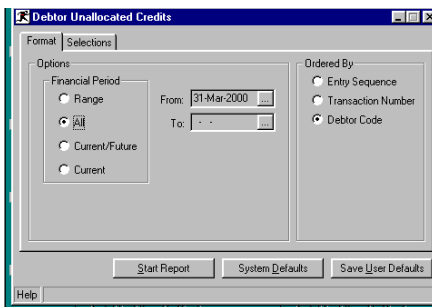 Debtor Unallocated Credits
Format Selections
Options
Financial Period
Range
All
Current/Future
Current
From: 31-Mar-2000 ...
To: - - ...
Ordered By
Entry Sequence
Transaction Number
Debtor Code
Start Report System Defaults Save User Defaults
Help